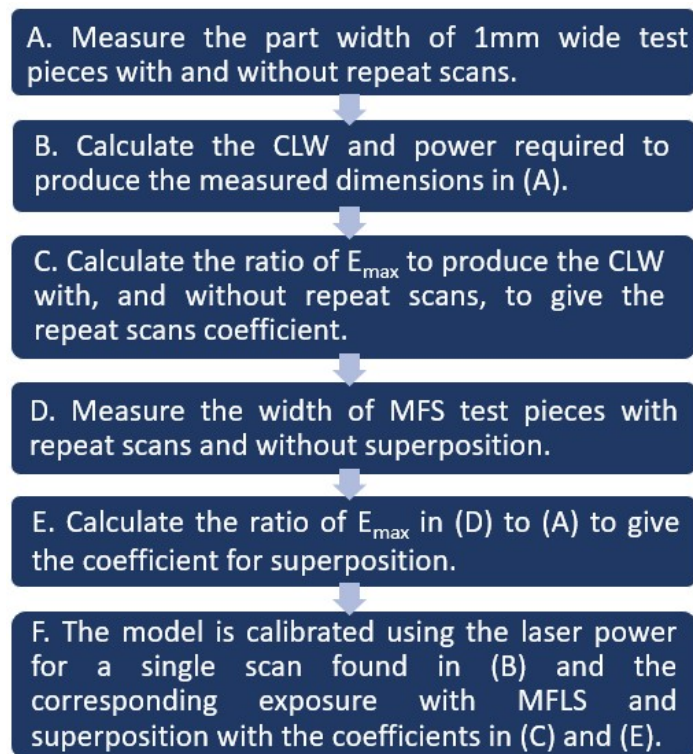 A. Measure the part width of 1mm wide test
pieces with and without repeat scans.
B. Calculate the CLW and power required to
produce the measured dimensions in (A).
C. Calculate the ratio of Emax to produce the CLW
with, and without repeat scans, to give the
repeat scans coefficient.
D. Measure the width of MFS test pieces with
repeat scans and without superposition.
E. Calculate the ratio of Emax in (D) to (A) to give
the coefficient for superposition.
F. The model is calibrated using the laser power
for a single scan found in (B) and the
corresponding exposure with MFLS and
superposition with the coefficients in (C) and (E).